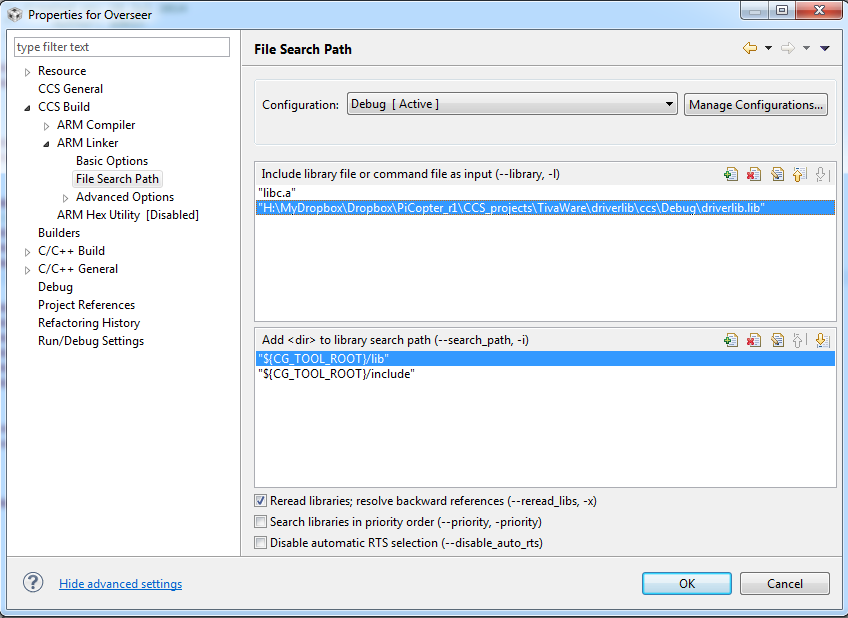 Properties for Overseer
type filter text
Resource
CCS General
CCS Build
ARM Compiler
ARM Linker
Basic Options
File Search Path
Advanced Options
ARM Hex Utility [Disabled]
Builders
C/C++ Build
C/C++ General
Debug
Project References
Refactoring History
Run/Debug Settings
File Search Path
Configuration:
Debug [ Active ]
Manage Configurations...
Include library file or command file as input (--library, -l)
"libc.a"
"H:\MyDropbox\Dropbox\PiCopter_r1\CCS_projects\TivaWare\driverlib\ccs\Debug\driverlib.lib"
Add <dir> to library search path (--search_path, -i)
"${CG_TOOL_ROOT}/lib"
"${CG_TOOL_ROOT}/include"
Reread libraries; resolve backward references (--reread_libs, -x)
Search libraries in priority order (--priority, -priority)
Disable automatic RTS selection (--disable_auto_rts)
?
Hide advanced settings
OK
Cancel